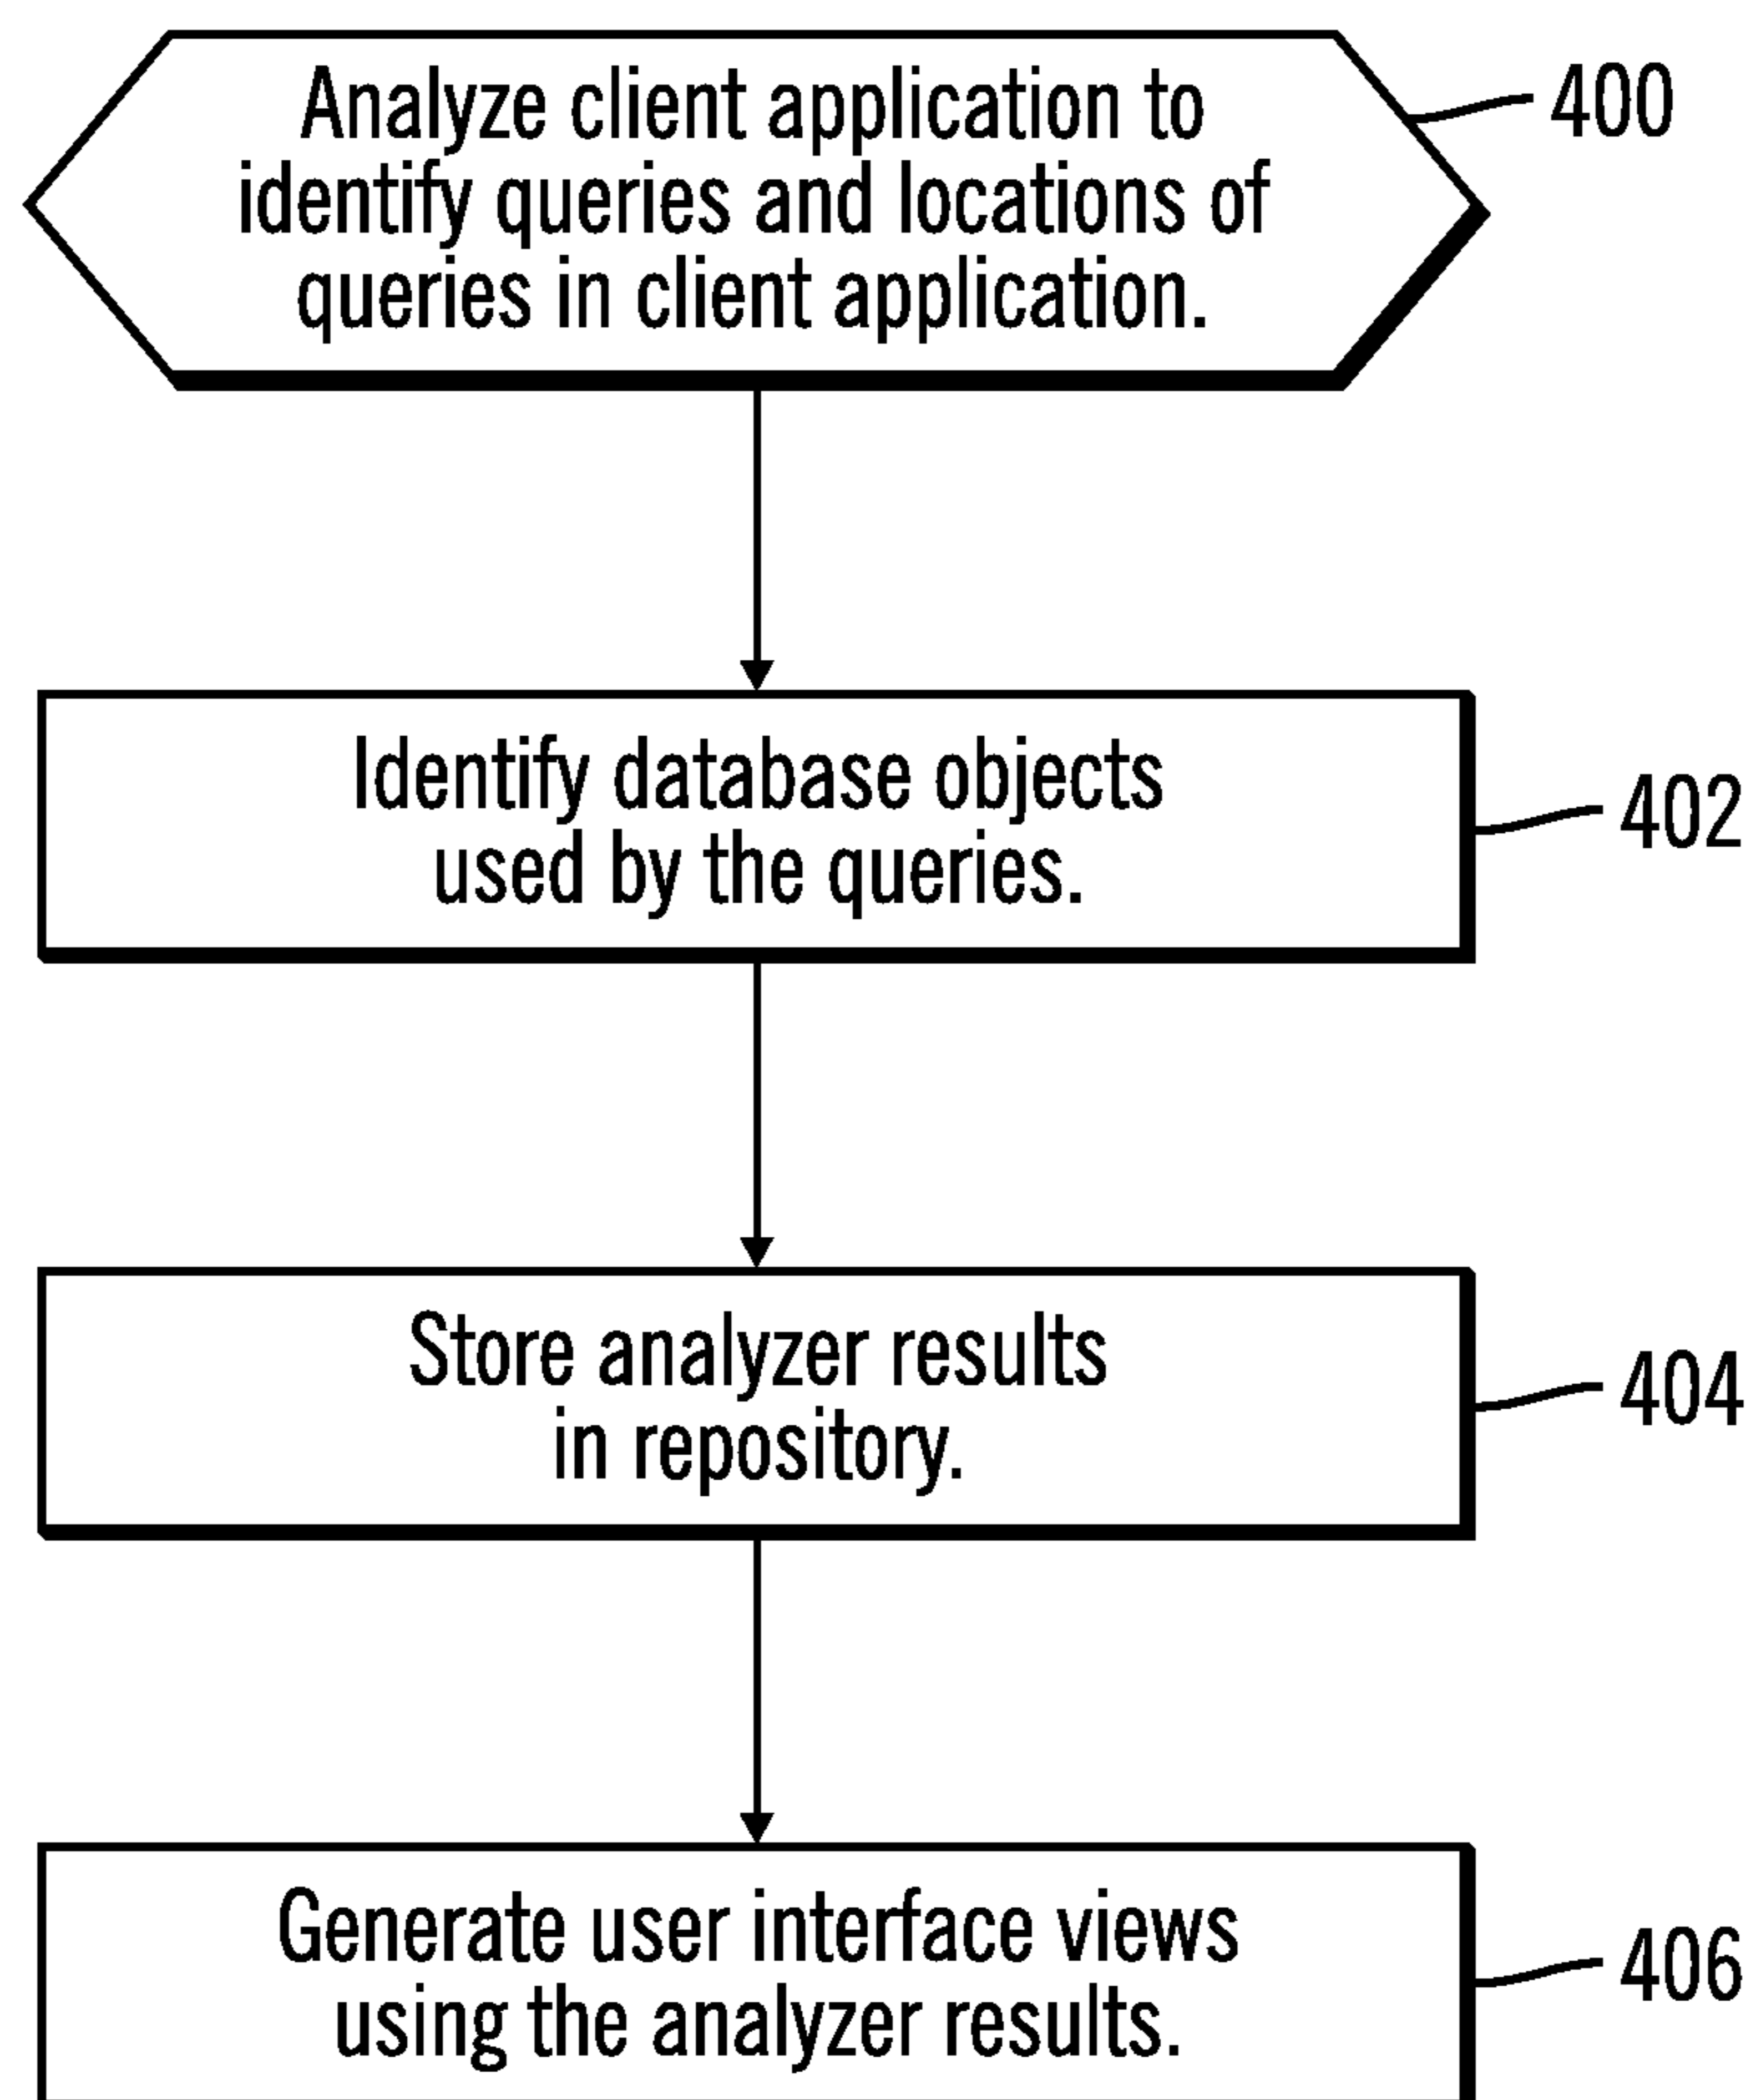 Analyze client application to
identify queries and locations of
queries in client application.
400
Identify database objects
used by the queries.
402
Store analyzer results
in repository.
404
Generate user interface views
using the analyzer results.
406